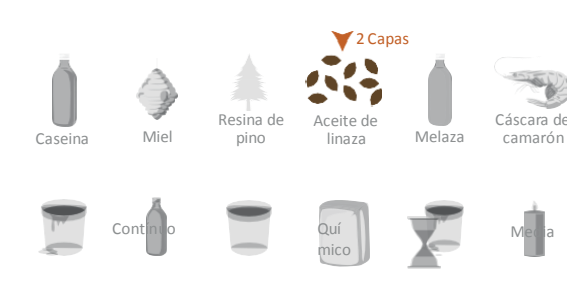 2 Capas
Caseina
Miel
Resina de
pino
Aceite de
linaza
Melaza
Cáscara de
camarón
Continuo
Quí
mico
Media